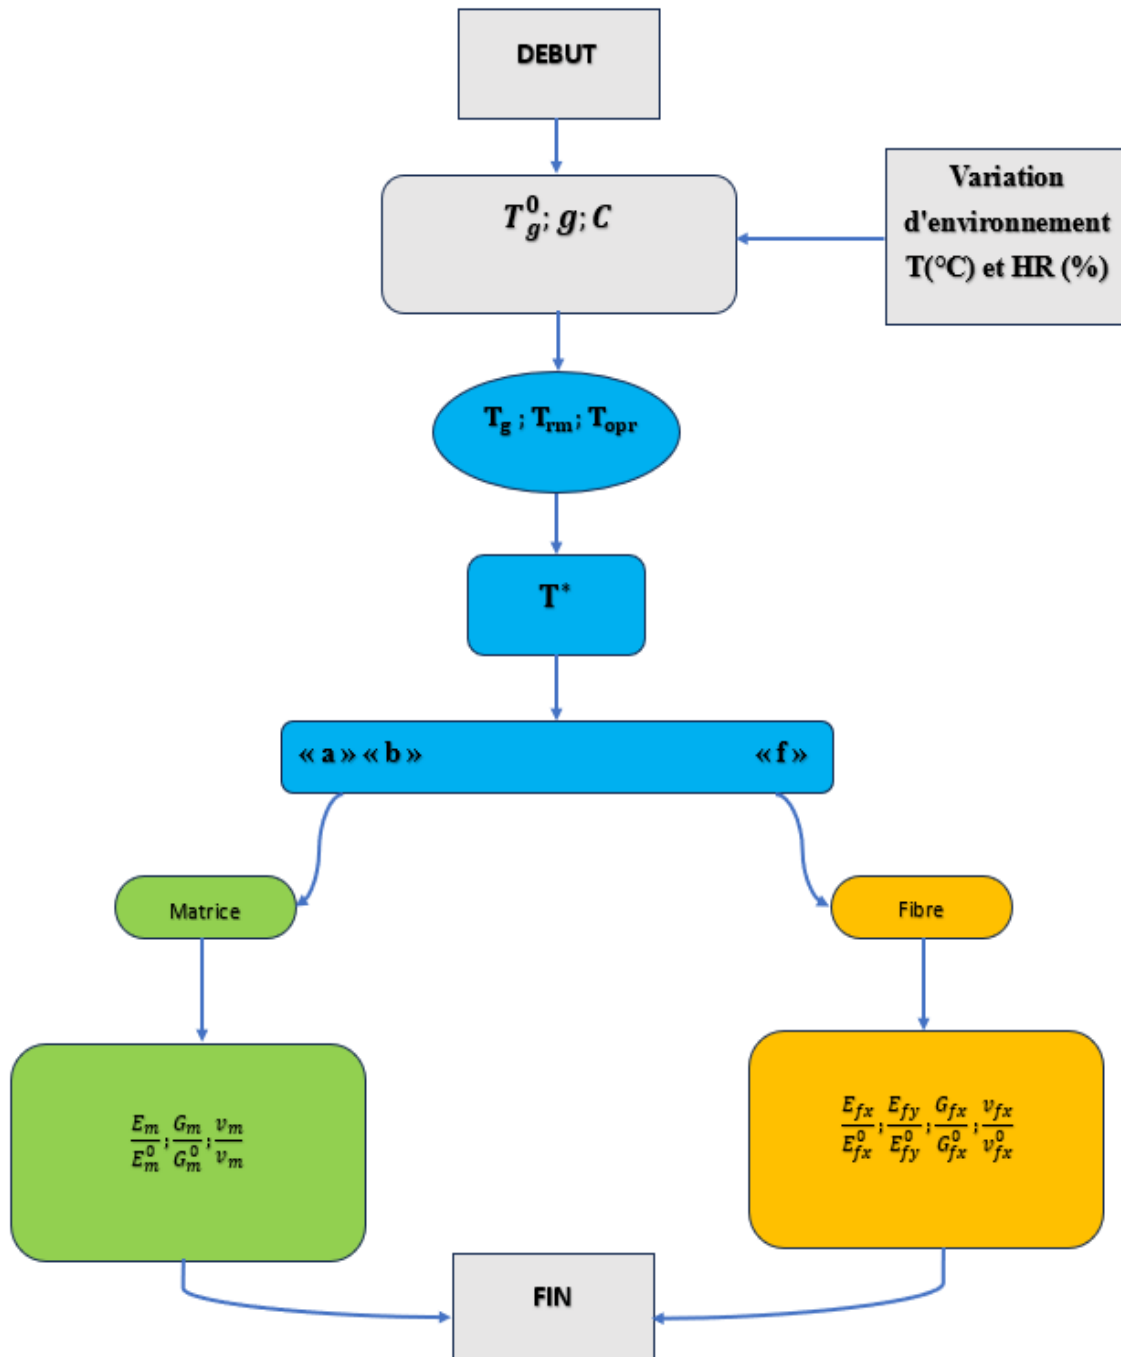 DEBUT
T_g^0; g; C
Variation
d'environnement
T(°C) et HR (%)
T_g ; T_rm; T_opr
T*
« a » « b » « f »
Matrice
Fibre
E_m/E_m^0; G_m/G_m^0; v_m/v_m
E_fx/E_fx^0; E_fy/E_fy^0; G_fx/G_fx^0; v_fx/v_fx^0
FIN